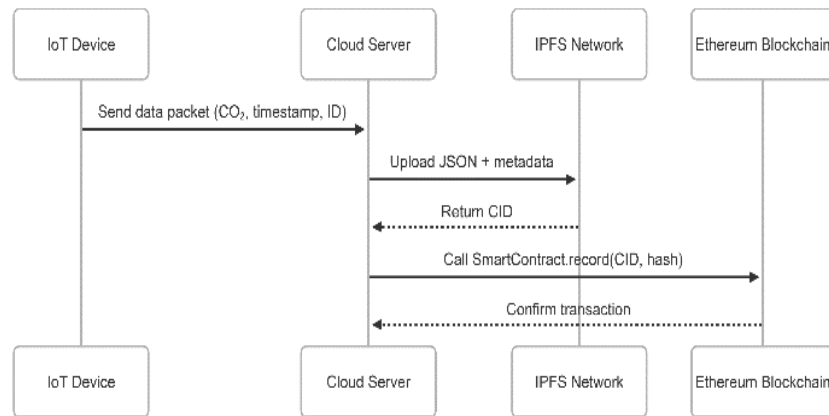 IoT Device
Cloud Server
IPFS Network
Ethereum Blockchain
Send data packet (CO₂, timestamp, ID)
Upload JSON + metadata
Return CID
Call SmartContract.record(CID, hash)
Confirm transaction
IoT Device
Cloud Server
IPFS Network
Ethereum Blockchain